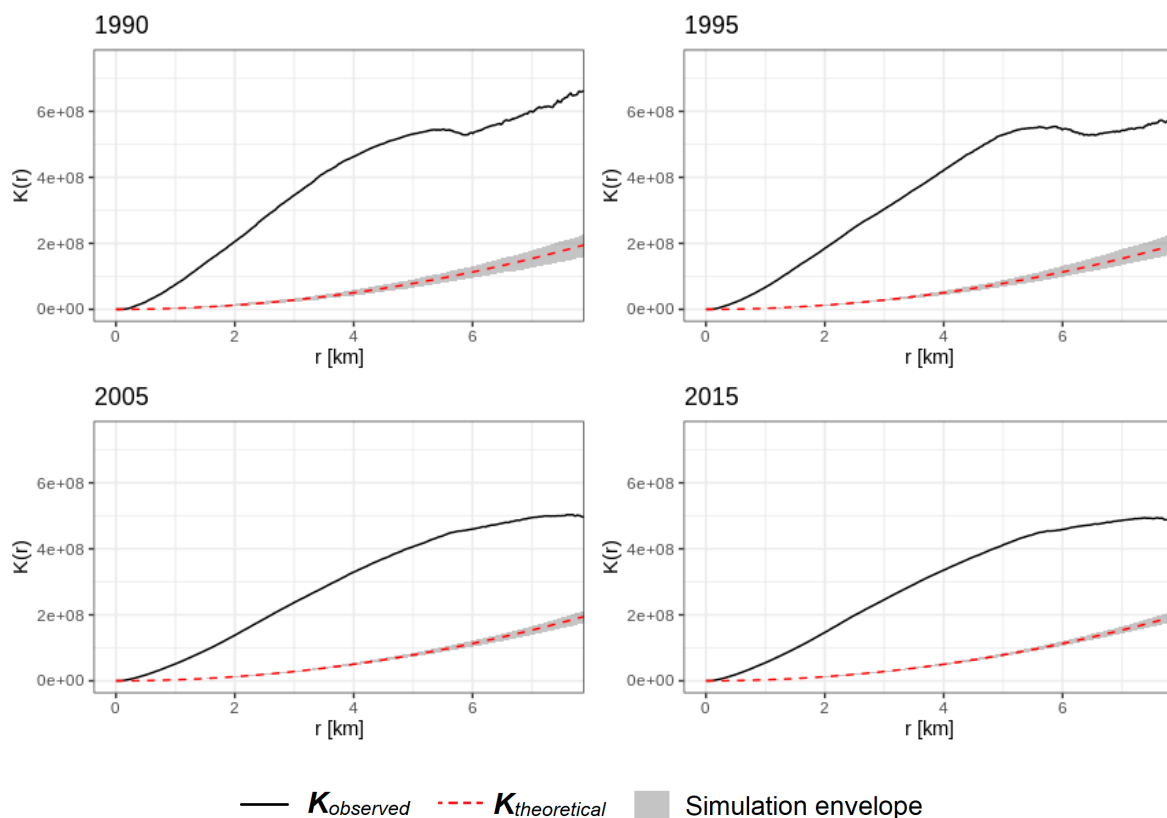 1990
6e+08
4e+08
2e+08
0e+00
K(r)
0 2 4 6
r [km]
1995
6e+08
4e+08
2e+08
0e+00
K(r)
0 2 4 6
r [km]
2005
6e+08
4e+08
2e+08
0e+00
K(r)
0 2 4 6
r [km]
2015
6e+08
4e+08
2e+08
0e+00
K(r)
0 2 4 6
r [km]
Kobserved Ktheoretical Simulation envelope